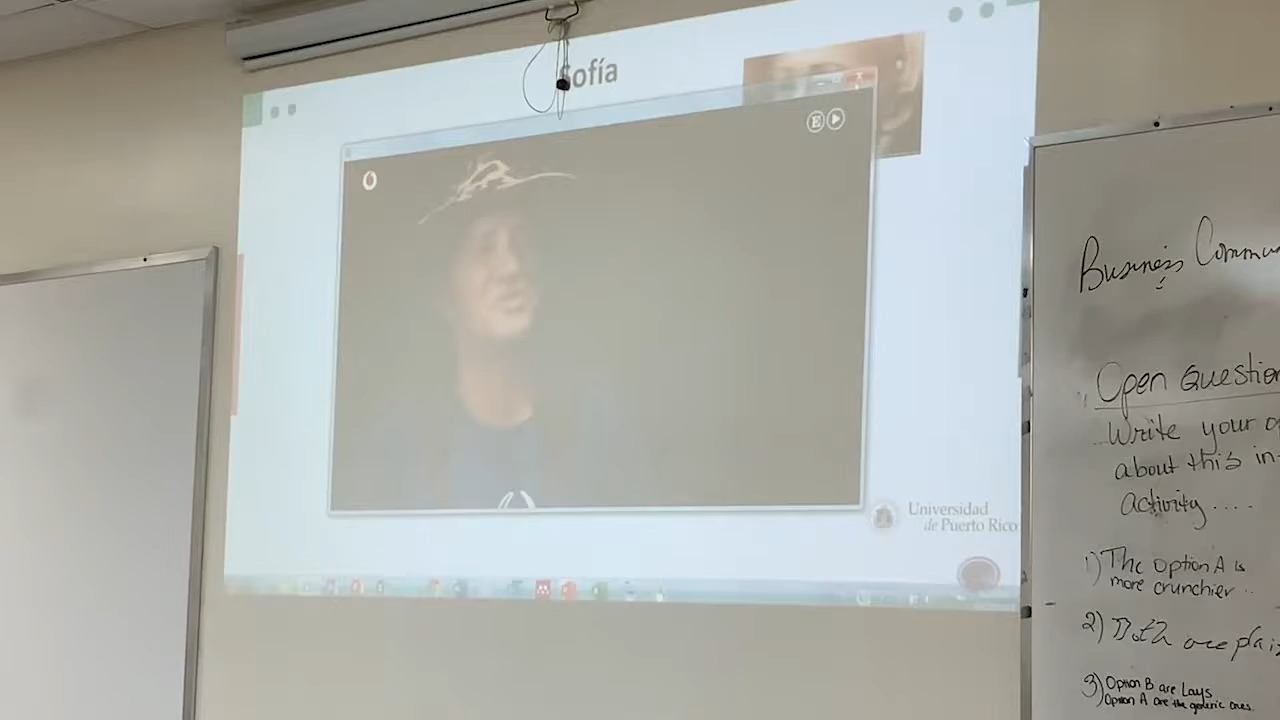 Sofía
E
Universidad
de Puerto Rico
Business Commu
Open Question
Write your o
about this in-
activity....
1) The option A is
more crunchier..
2) Both are plai
3) Option B are Lays
Option A are the generic ones.